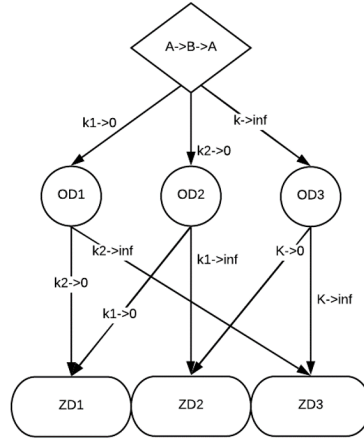 A->B->A
k1->0
k->inf
k2->0
OD1
OD2
OD3
k2->inf
K->0
k1->inf
k2->0
K->inf
k1->0
ZD1
ZD2
ZD3